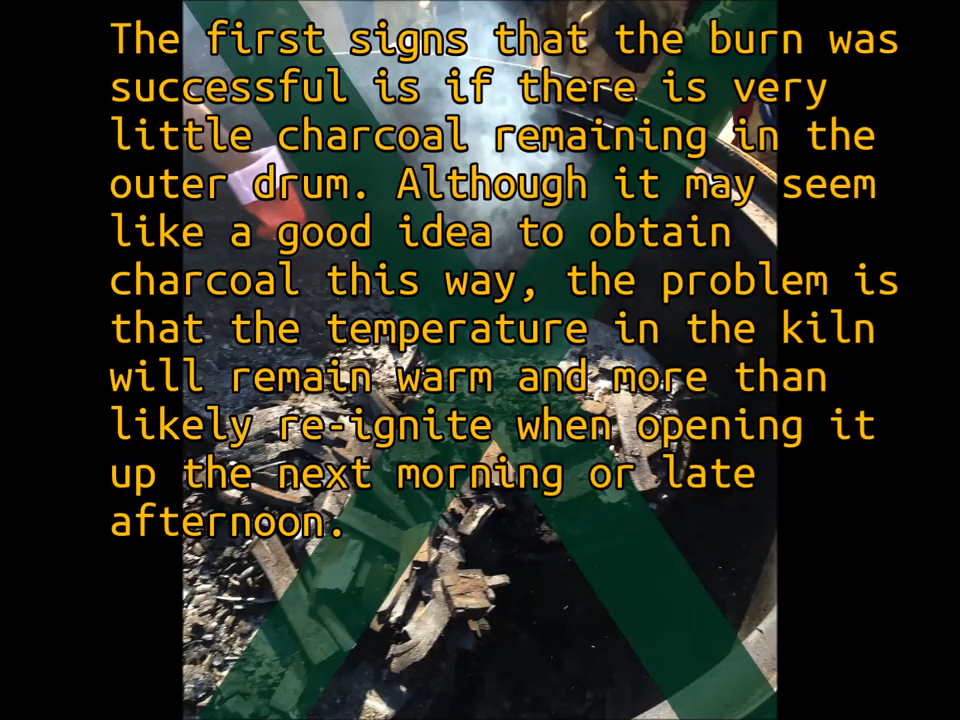 The first signs that the burn was
successful is if there is very
little charcoal remaining in the
outer drum. Although it may seem
like a good idea to obtain
charcoal this way, the problem is
that the temperature in the kiln
will remain warm and more than
likely re-ignite when opening it
up the next morning or late
afternoon.